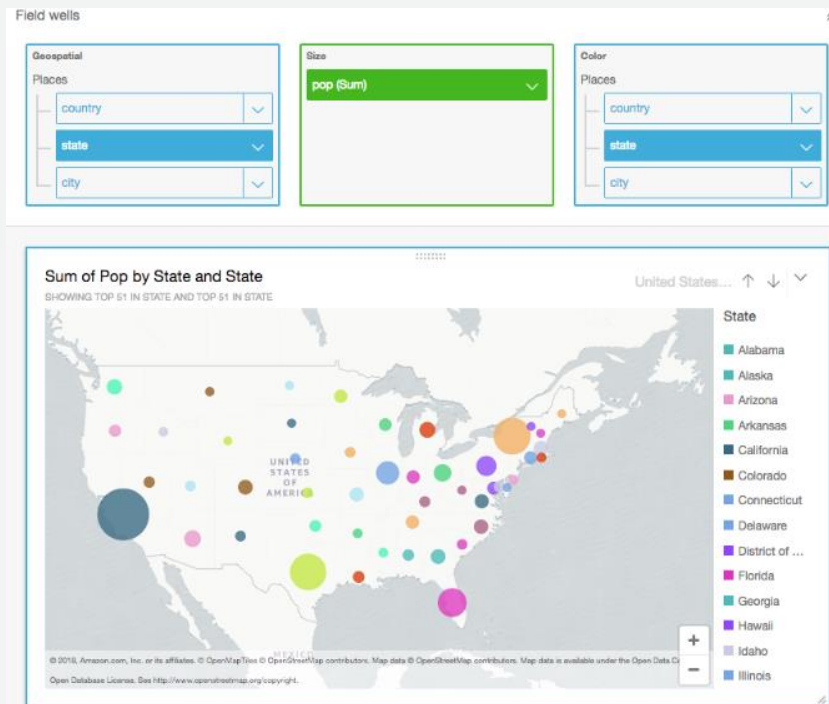 Field wells
Geospatial
Places
country
state
city
Size
pop (Sum)
Color
Places
country
state
city
Sum of Pop by State and State
SHOWING TOP 51 IN STATE AND TOP 51 IN STATE
United States...
State
Alabama
Alaska
Arizona
Arkansas
California
Colorado
Connecticut
Delaware
District of ...
Florida
Georgia
Hawaii
Idaho
Illinois
UNITED
STATES
OF
AMERICA
MEXICO
+
−
© 2018, Amazon.com, Inc. or its affiliates. © OpenMapTiles © OpenStreetMap contributors. Map data © OpenStreetMap contributors. Map data is available under the Open Data
Open Database License. See http://www.openstreetmap.org/copyright.